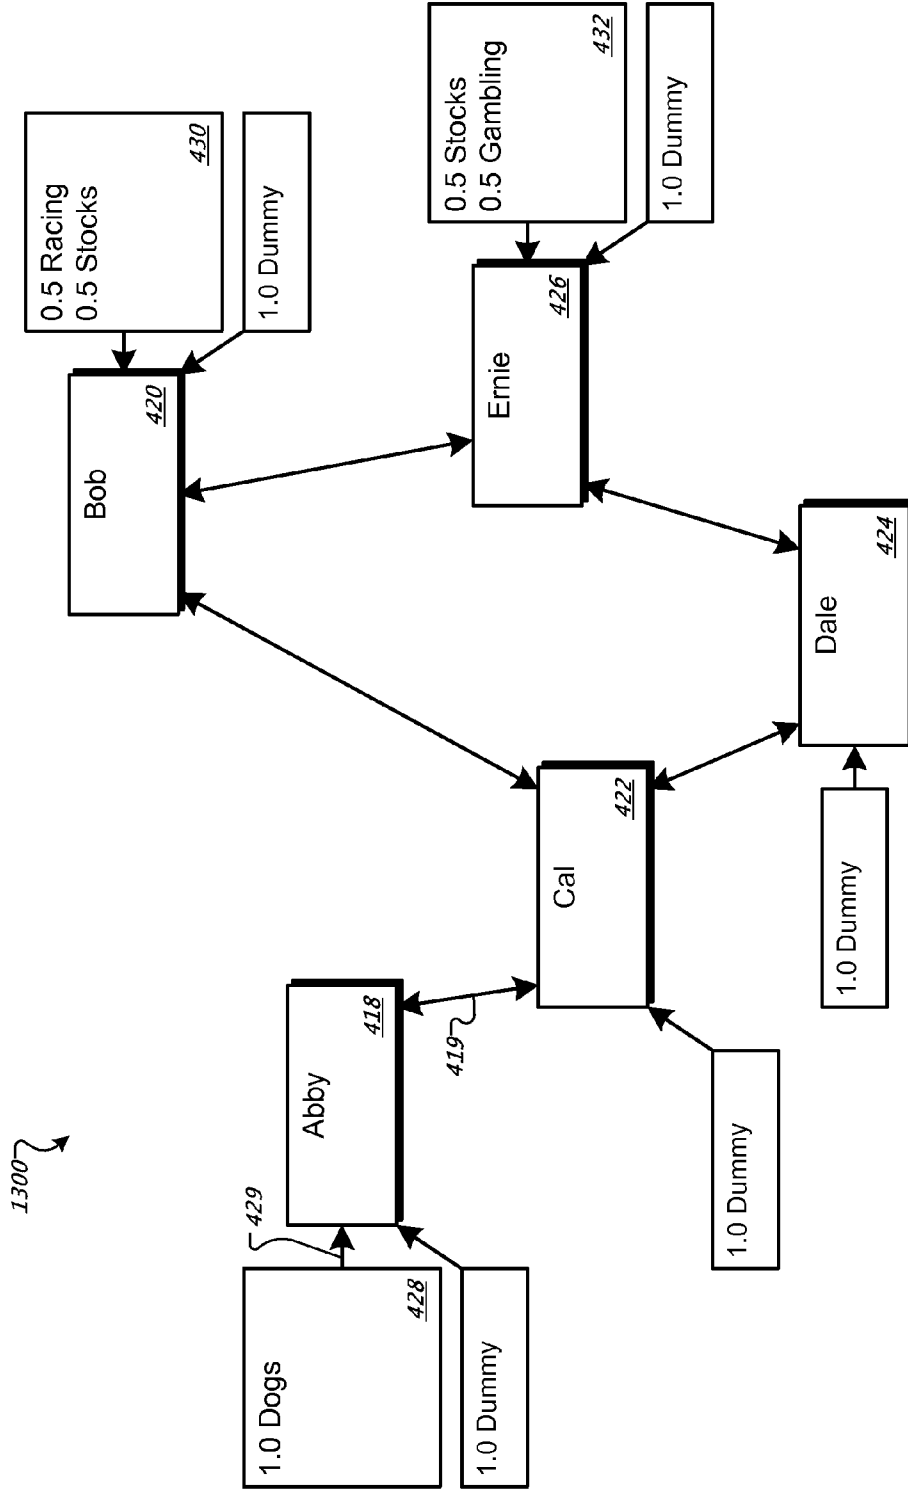 1300
1.0 Dogs
428
429
1.0 Dummy
Abby
418
419
1.0 Dummy
Cal
422
1.0 Dummy
Dale
424
Bob
420
0.5 Racing
0.5 Stocks
430
1.0 Dummy
Ernie
426
0.5 Stocks
0.5 Gambling
432
1.0 Dummy